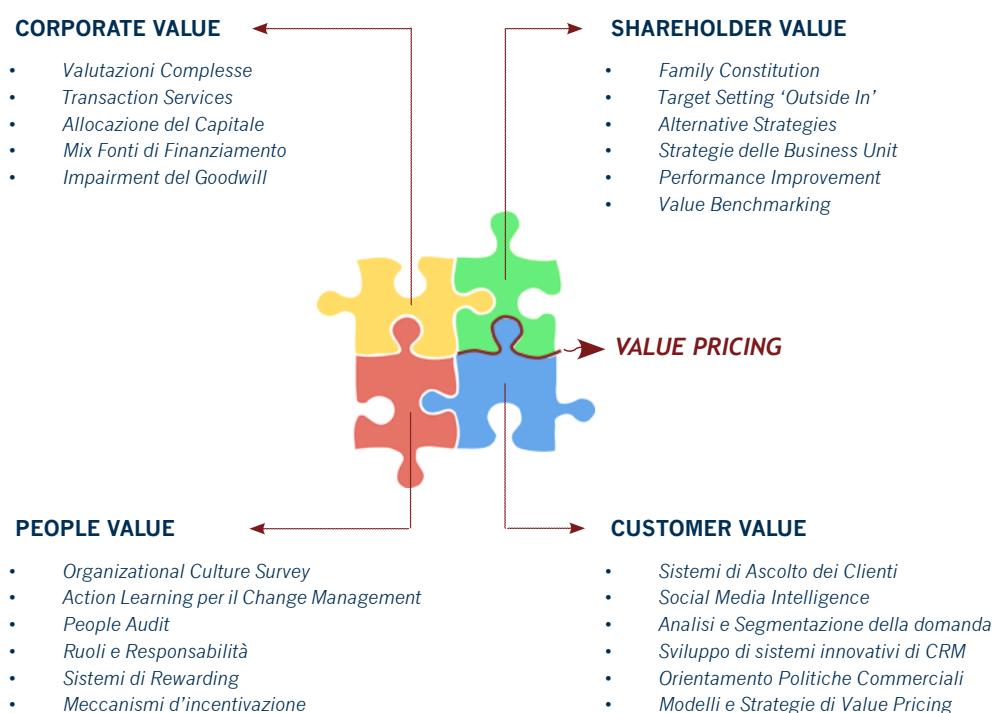 CORPORATE VALUE
• Valutazioni Complesse
• Transaction Services
• Allocazione del Capitale
• Mix Fonti di Finanziamento
• Impairment del Goodwill
SHAREHOLDER VALUE
• Family Constitution
• Target Setting ‘Outside In’
• Alternative Strategies
• Strategie delle Business Unit
• Performance Improvement
• Value Benchmarking
VALUE PRICING
PEOPLE VALUE
• Organizational Culture Survey
• Action Learning per il Change Management
• People Audit
• Ruoli e Responsabilità
• Sistemi di Rewarding
• Meccanismi d’incentivazione
CUSTOMER VALUE
• Sistemi di Ascolto dei Clienti
• Social Media Intelligence
• Analisi e Segmentazione della domanda
• Sviluppo di sistemi innovativi di CRM
• Orientamento Politiche Commerciali
• Modelli e Strategie di Value Pricing